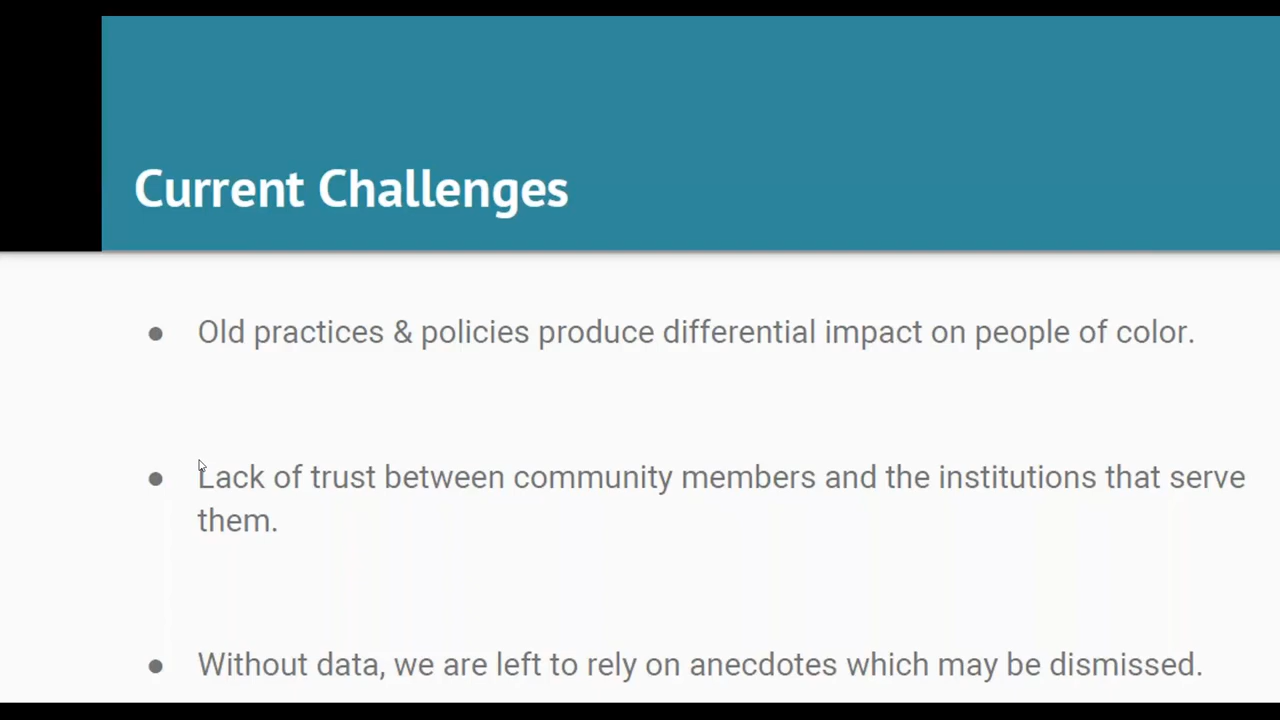 Current Challenges
● Old practices & policies produce differential impact on people of color.
● Lack of trust between community members and the institutions that serve
them.
● Without data, we are left to rely on anecdotes which may be dismissed.